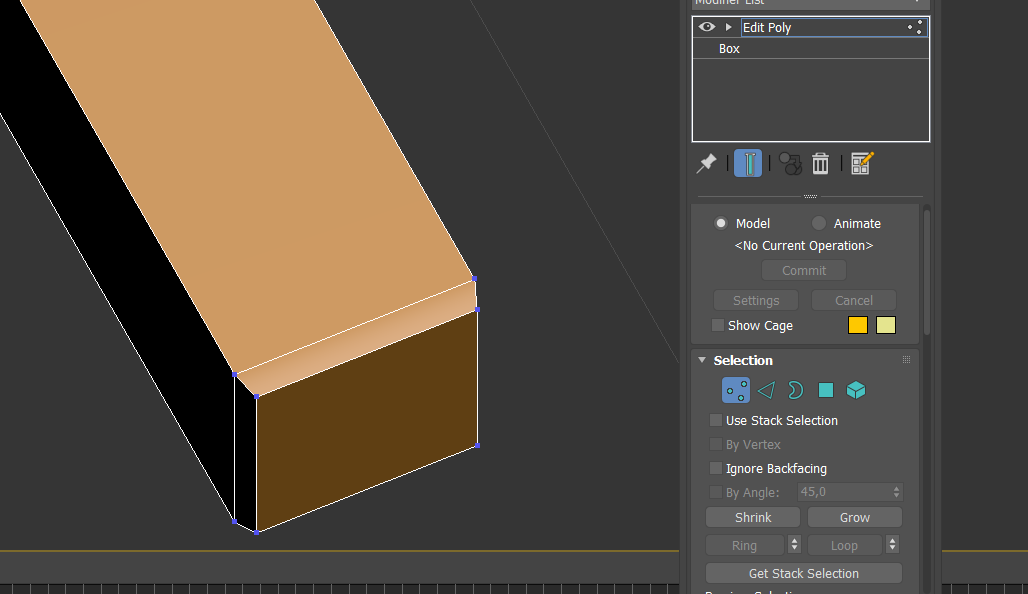 Modifier List
Edit Poly
Box
Model
Animate
<No Current Operation>
Commit
Settings
Cancel
Show Cage
Selection
Use Stack Selection
By Vertex
Ignore Backfacing
By Angle:
45,0
Shrink
Grow
Ring
Loop
Get Stack Selection